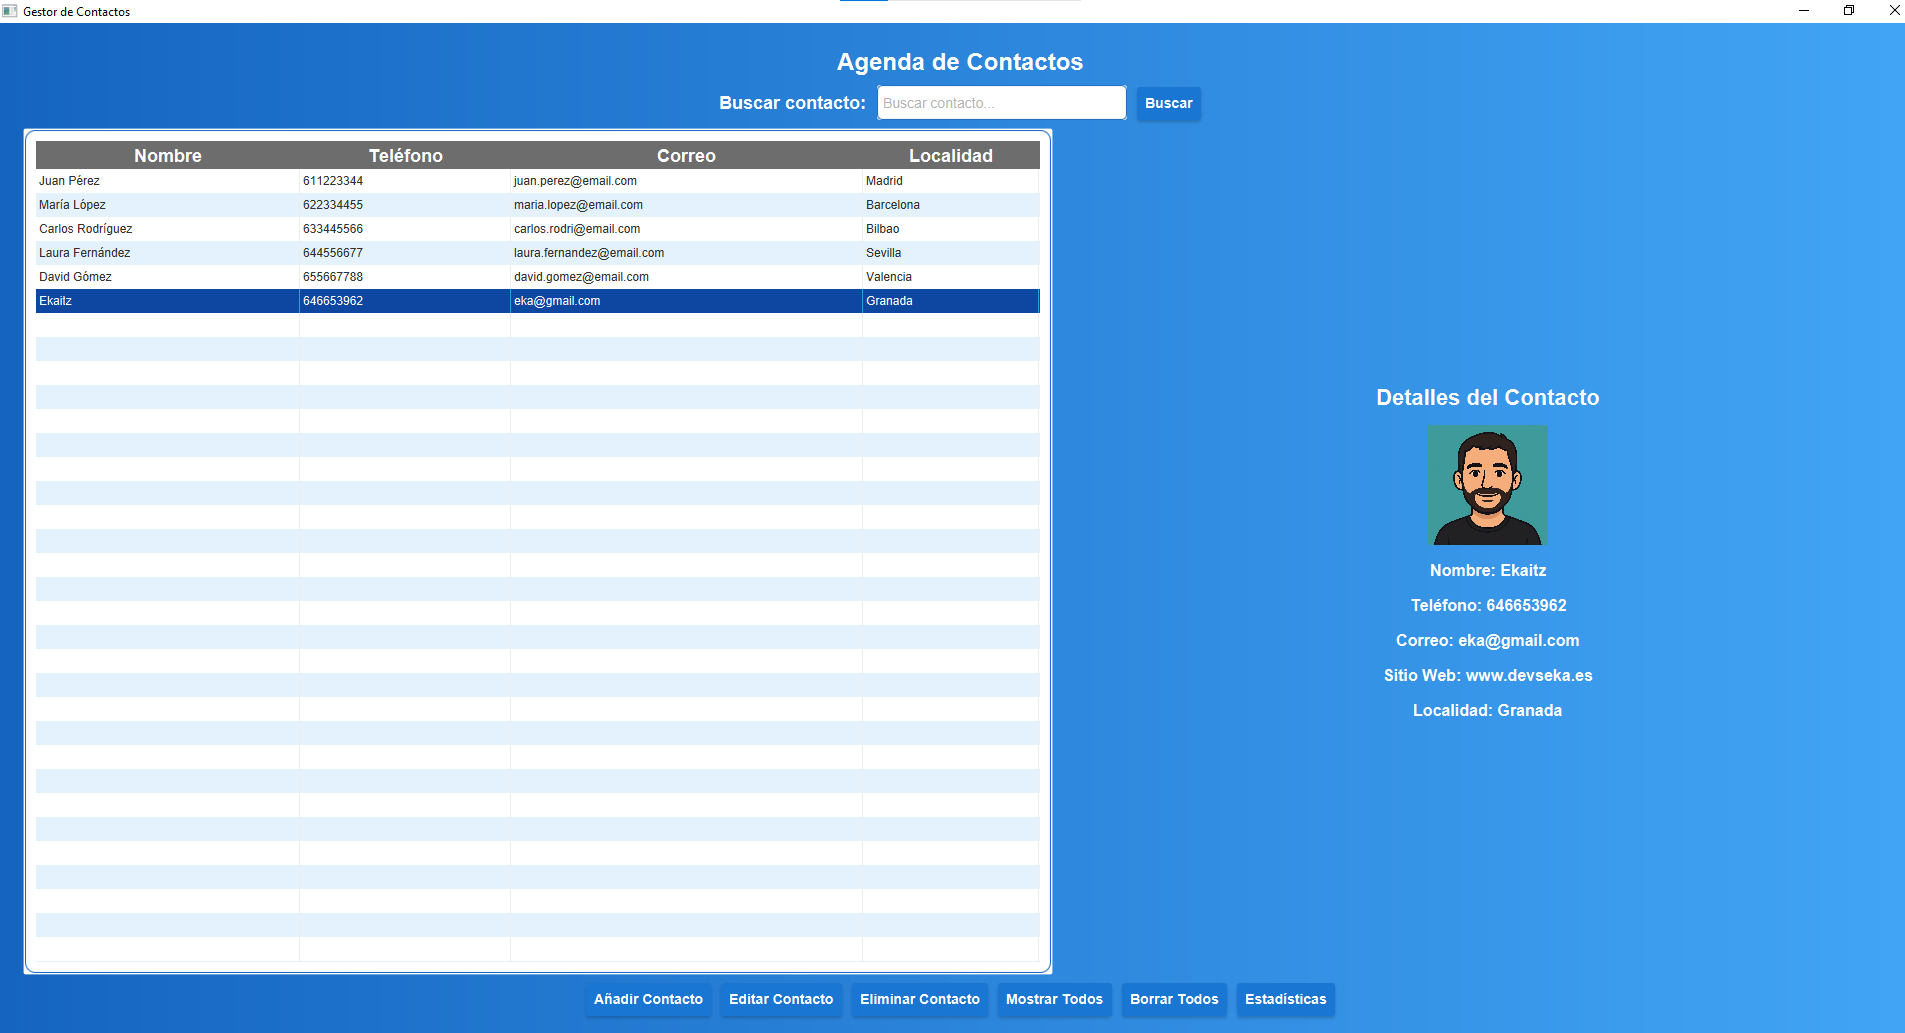 Gestor de Contactos
Agenda de Contactos
Buscar contacto: Buscar contacto... Buscar
Nombre Teléfono Correo Localidad
Juan Pérez 611223344 juan.perez@email.com Madrid
María López 622334455 maria.lopez@email.com Barcelona
Carlos Rodríguez 633445566 carlos.rodri@email.com Bilbao
Laura Fernández 644556677 laura.fernandez@email.com Sevilla
David Gómez 655667788 david.gomez@email.com Valencia
Ekaitz 646653962 eka@gmail.com Granada
Detalles del Contacto
Nombre: Ekaitz
Teléfono: 646653962
Correo: eka@gmail.com
Sitio Web: www.devseka.es
Localidad: Granada
Añadir Contacto Editar Contacto Eliminar Contacto Mostrar Todos Borrar Todos Estadísticas